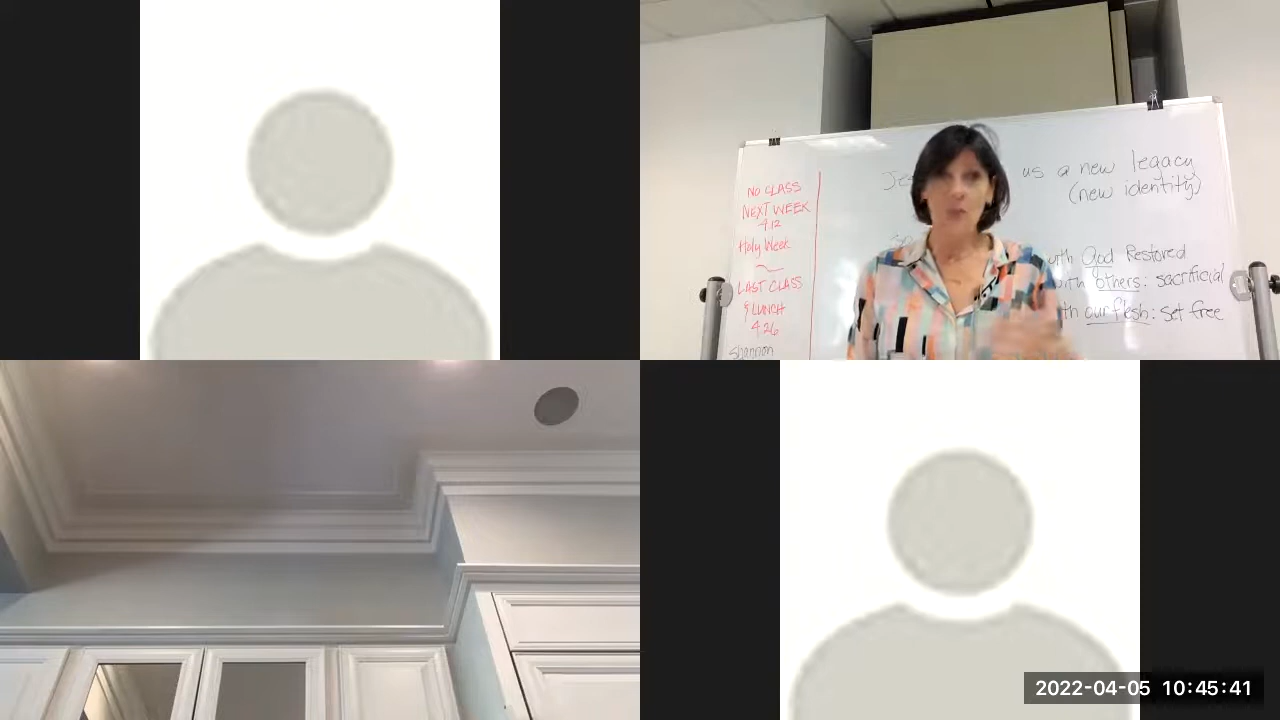 NO CLASS
NEXT WEEK
4.12
Holy Week
LAST CLASS
& LUNCH
4.26
shannon
us a new legacy
(new identity)
God Restored
others: sacrificial
our flesh: set free
2022-04-05 10:45:41